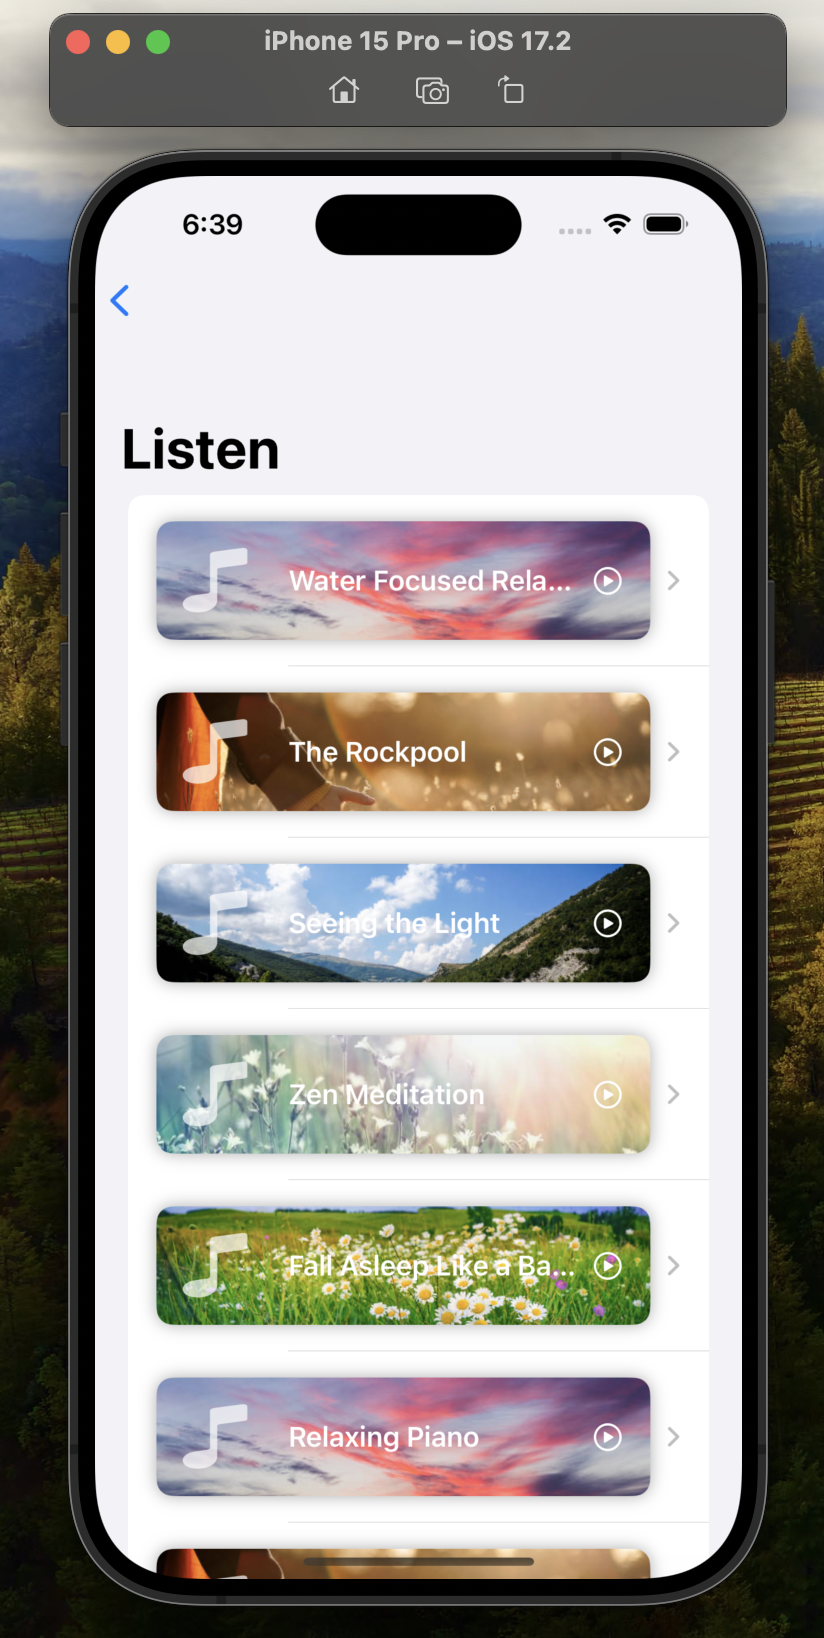 iPhone 15 Pro – iOS 17.2
6:39
Listen
Water Focused Rela...
The Rockpool
Seeing the Light
Zen Meditation
Fall Asleep Like a Ba...
Relaxing Piano